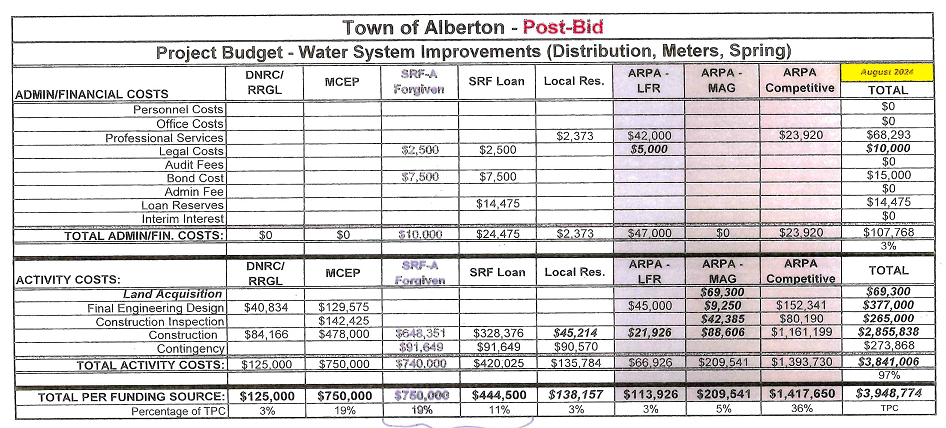 Town of Alberton - Post-Bid
Project Budget - Water System Improvements (Distribution, Meters, Spring)
ADMIN/FINANCIAL COSTS DNRC/ RRGL MCEP SRF-A Forgiven SRF Loan Local Res. ARPA - LFR ARPA - MAG ARPA Competitive August 2024 TOTAL
Personnel Costs $0
Office Costs $0
Professional Services $2,373 $42,000 $23,920 $68,293
Legal Costs $2,500 $2,500 $5,000 $10,000
Audit Fees $0
Bond Cost $7,500 $7,500 $15,000
Admin Fee $0
Loan Reserves $14,475 $14,475
Interim Interest $0
TOTAL ADMIN/FIN. COSTS: $0 $0 $10,000 $24,475 $2,373 $47,000 $0 $23,920 $107,768
3%
ACTIVITY COSTS: DNRC/ RRGL MCEP SRF-A Forgiven SRF Loan Local Res. ARPA - LFR ARPA - MAG ARPA Competitive TOTAL
Land Acquisition $69,300 $69,300
Final Engineering Design $40,834 $129,575 $45,000 $9,250 $152,341 $377,000
Construction Inspection $142,425 $42,385 $80,190 $265,000
Construction $84,166 $478,000 $648,351 $328,376 $45,214 $21,926 $88,606 $1,161,199 $2,855,838
Contingency $91,649 $91,649 $90,570 $273,868
TOTAL ACTIVITY COSTS: $125,000 $750,000 $740,000 $420,025 $135,784 $66,926 $209,541 $1,393,730 $3,841,006
97%
TOTAL PER FUNDING SOURCE: $125,000 $750,000 $750,000 $444,500 $138,157 $113,926 $209,541 $1,417,650 $3,948,774
Percentage of TPC 3% 19% 19% 11% 3% 3% 5% 36% TPC